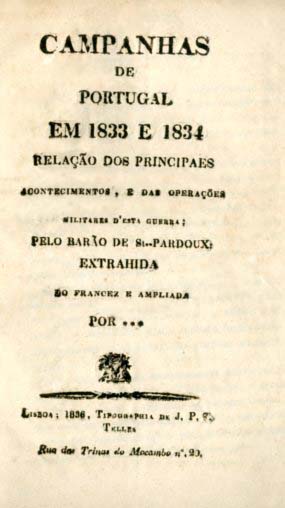 CAMPANHAS
DE
PORTUGAL
EM 1833 E 1834
RELAÇÃO DOS PRINCIPAES
ACONTECIMENTOS, E DAS OPERAÇÕES
MILITARES D'ESTA GUERRA;
PELO BARÃO DE St.-PARDOUX:
EXTRAHIDA
DO FRANCEZ E AMPLIADA
POR ***
LISBOA; 1836, TIPOGRAPHIA DE J. P. F.
TELLES
Rua das Trinas do Mocambo n.º 20.